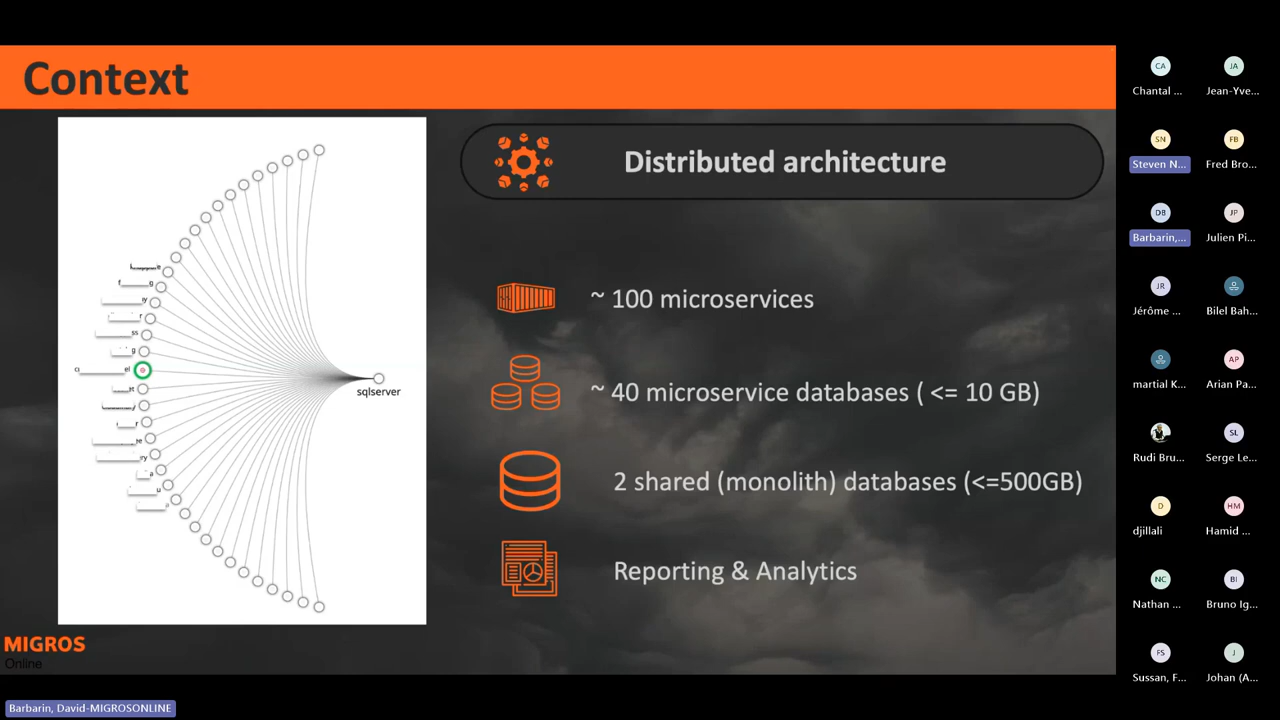 Context
Distributed architecture
~ 100 microservices
~ 40 microservice databases ( <= 10 GB)
2 shared (monolith) databases (<=500GB)
Reporting & Analytics
sqlserver
MIGROS
Online
Barbarin, David-MIGROSONLINE
CA
JA
Chantal ...
Jean-Yve...
SN
FB
Steven N...
Fred Bro...
DB
JP
Barbarin,...
Julien Pi...
JR
Jérôme ...
Bilel Bah...
AP
martial K...
Arian Pa...
SL
Rudi Bru...
Serge Le...
D
HM
djillali
Hamid ...
NC
BI
Nathan ...
Bruno Ig...
FS
J
Sussan, F...
Johan (A...